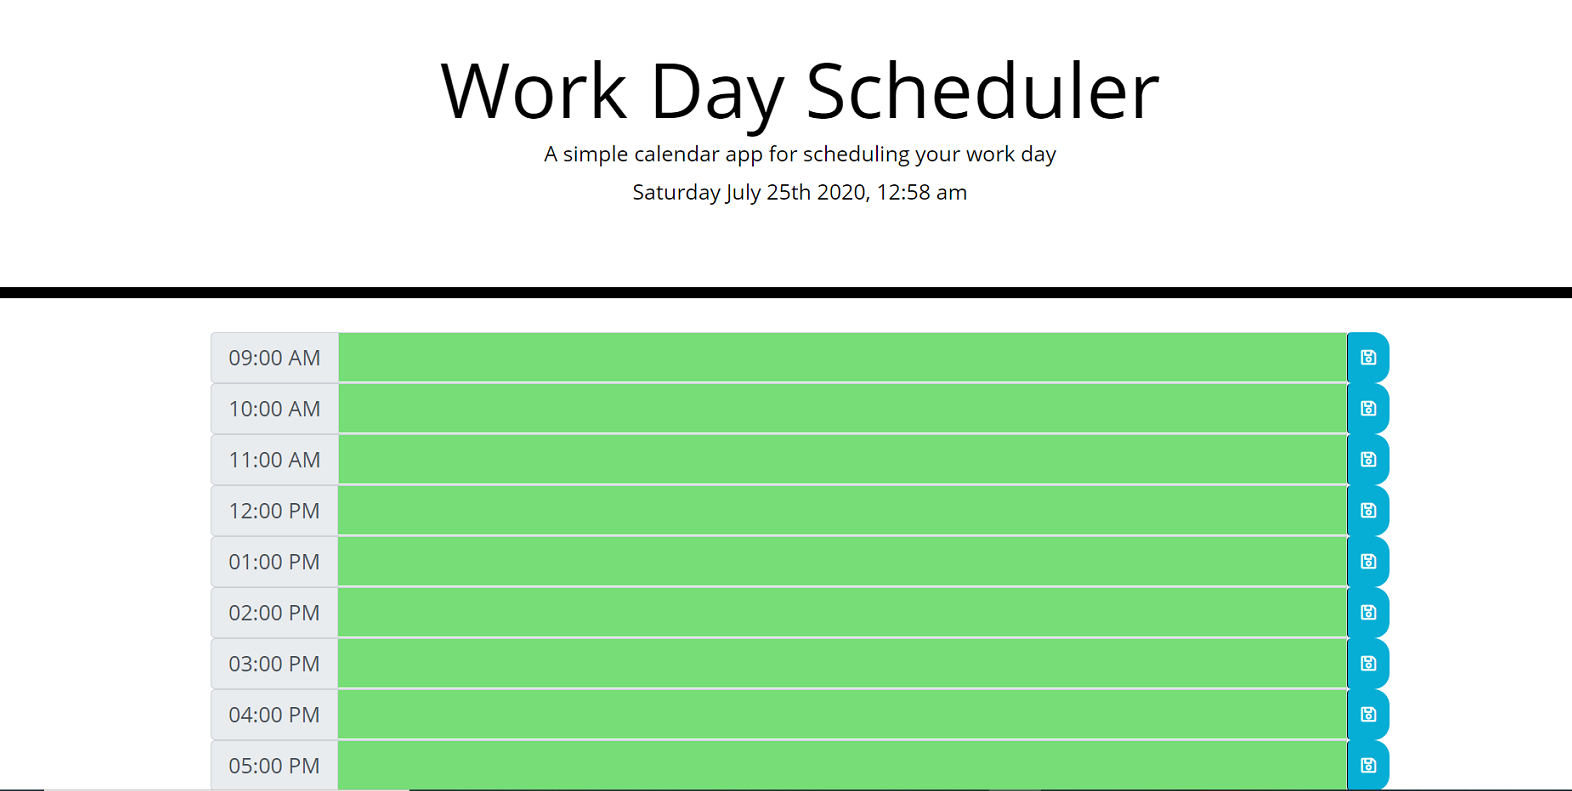 Work Day Scheduler
A simple calendar app for scheduling your work day
Saturday July 25th 2020, 12:58 am
09:00 AM
10:00 AM
11:00 AM
12:00 PM
01:00 PM
02:00 PM
03:00 PM
04:00 PM
05:00 PM